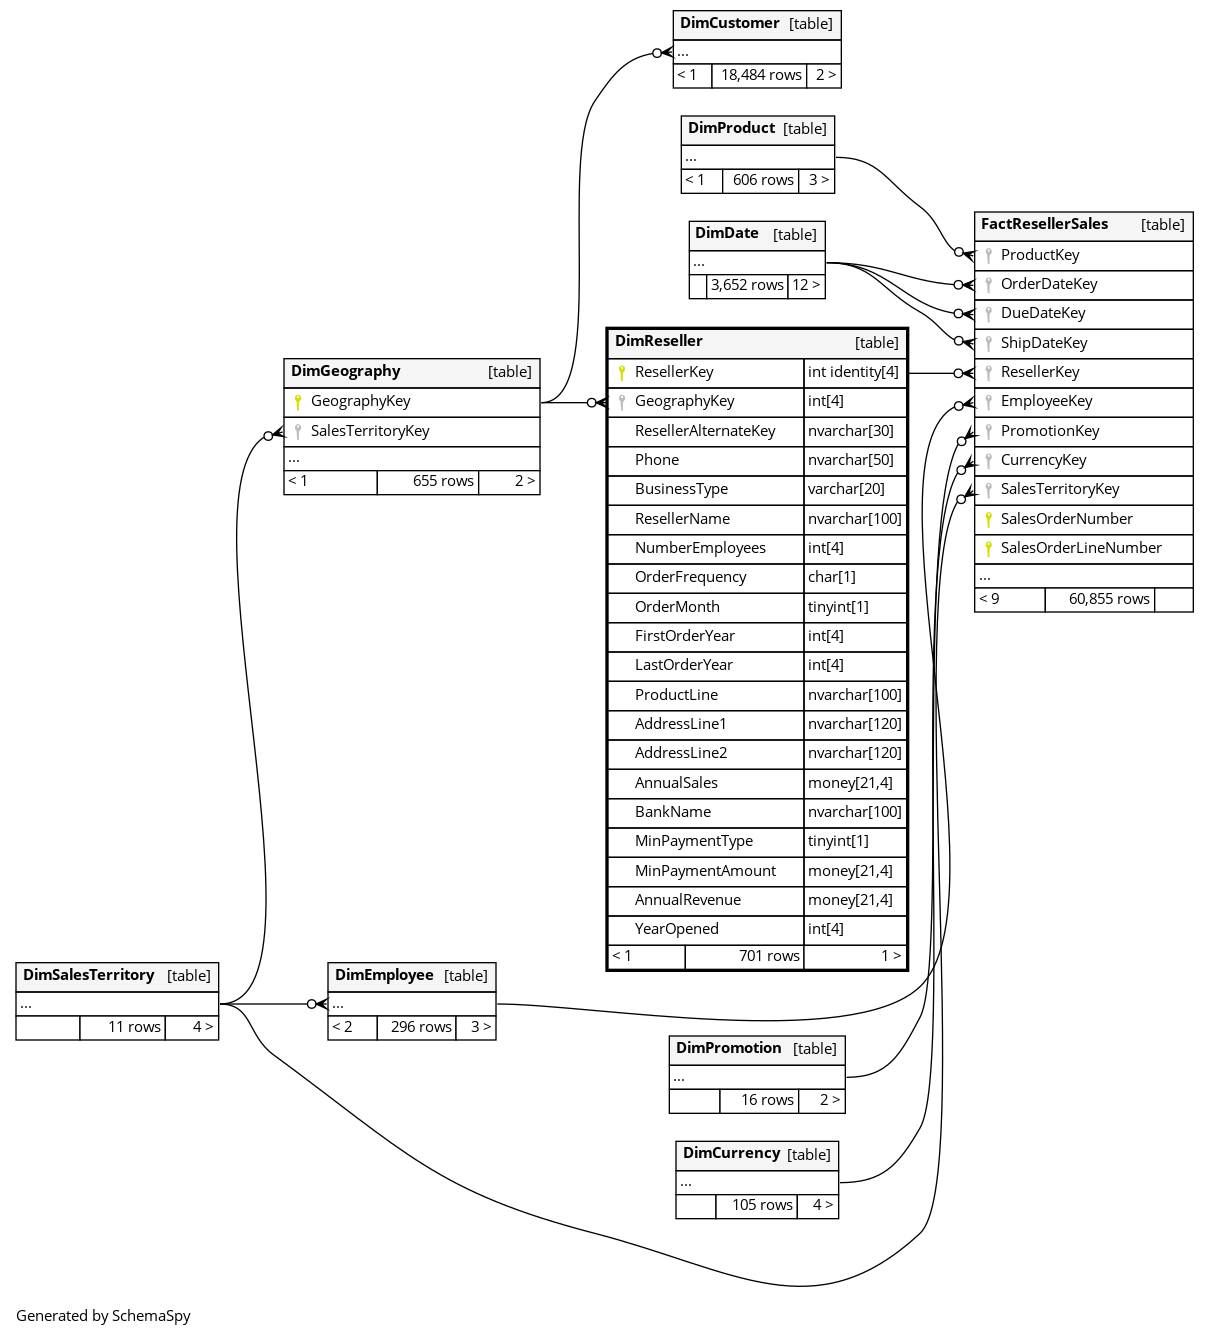 DimCustomer [table]
...
< 1 18,484 rows 2 >
DimProduct [table]
...
< 1 606 rows 3 >
DimDate [table]
...
3,652 rows 12 >
FactResellerSales [table]
ProductKey
OrderDateKey
DueDateKey
ShipDateKey
ResellerKey
EmployeeKey
PromotionKey
CurrencyKey
SalesTerritoryKey
SalesOrderNumber
SalesOrderLineNumber
...
< 9 60,855 rows
DimReseller [table]
ResellerKey int identity[4]
GeographyKey int[4]
ResellerAlternateKey nvarchar[30]
Phone nvarchar[50]
BusinessType varchar[20]
ResellerName nvarchar[100]
NumberEmployees int[4]
OrderFrequency char[1]
OrderMonth tinyint[1]
FirstOrderYear int[4]
LastOrderYear int[4]
ProductLine nvarchar[100]
AddressLine1 nvarchar[120]
AddressLine2 nvarchar[120]
AnnualSales money[21,4]
BankName nvarchar[100]
MinPaymentType tinyint[1]
MinPaymentAmount money[21,4]
AnnualRevenue money[21,4]
YearOpened int[4]
< 1 701 rows 1 >
DimGeography [table]
GeographyKey
SalesTerritoryKey
...
< 1 655 rows 2 >
DimSalesTerritory [table]
...
11 rows 4 >
DimEmployee [table]
...
< 2 296 rows 3 >
DimPromotion [table]
...
16 rows 2 >
DimCurrency [table]
...
105 rows 4 >
Generated by SchemaSpy